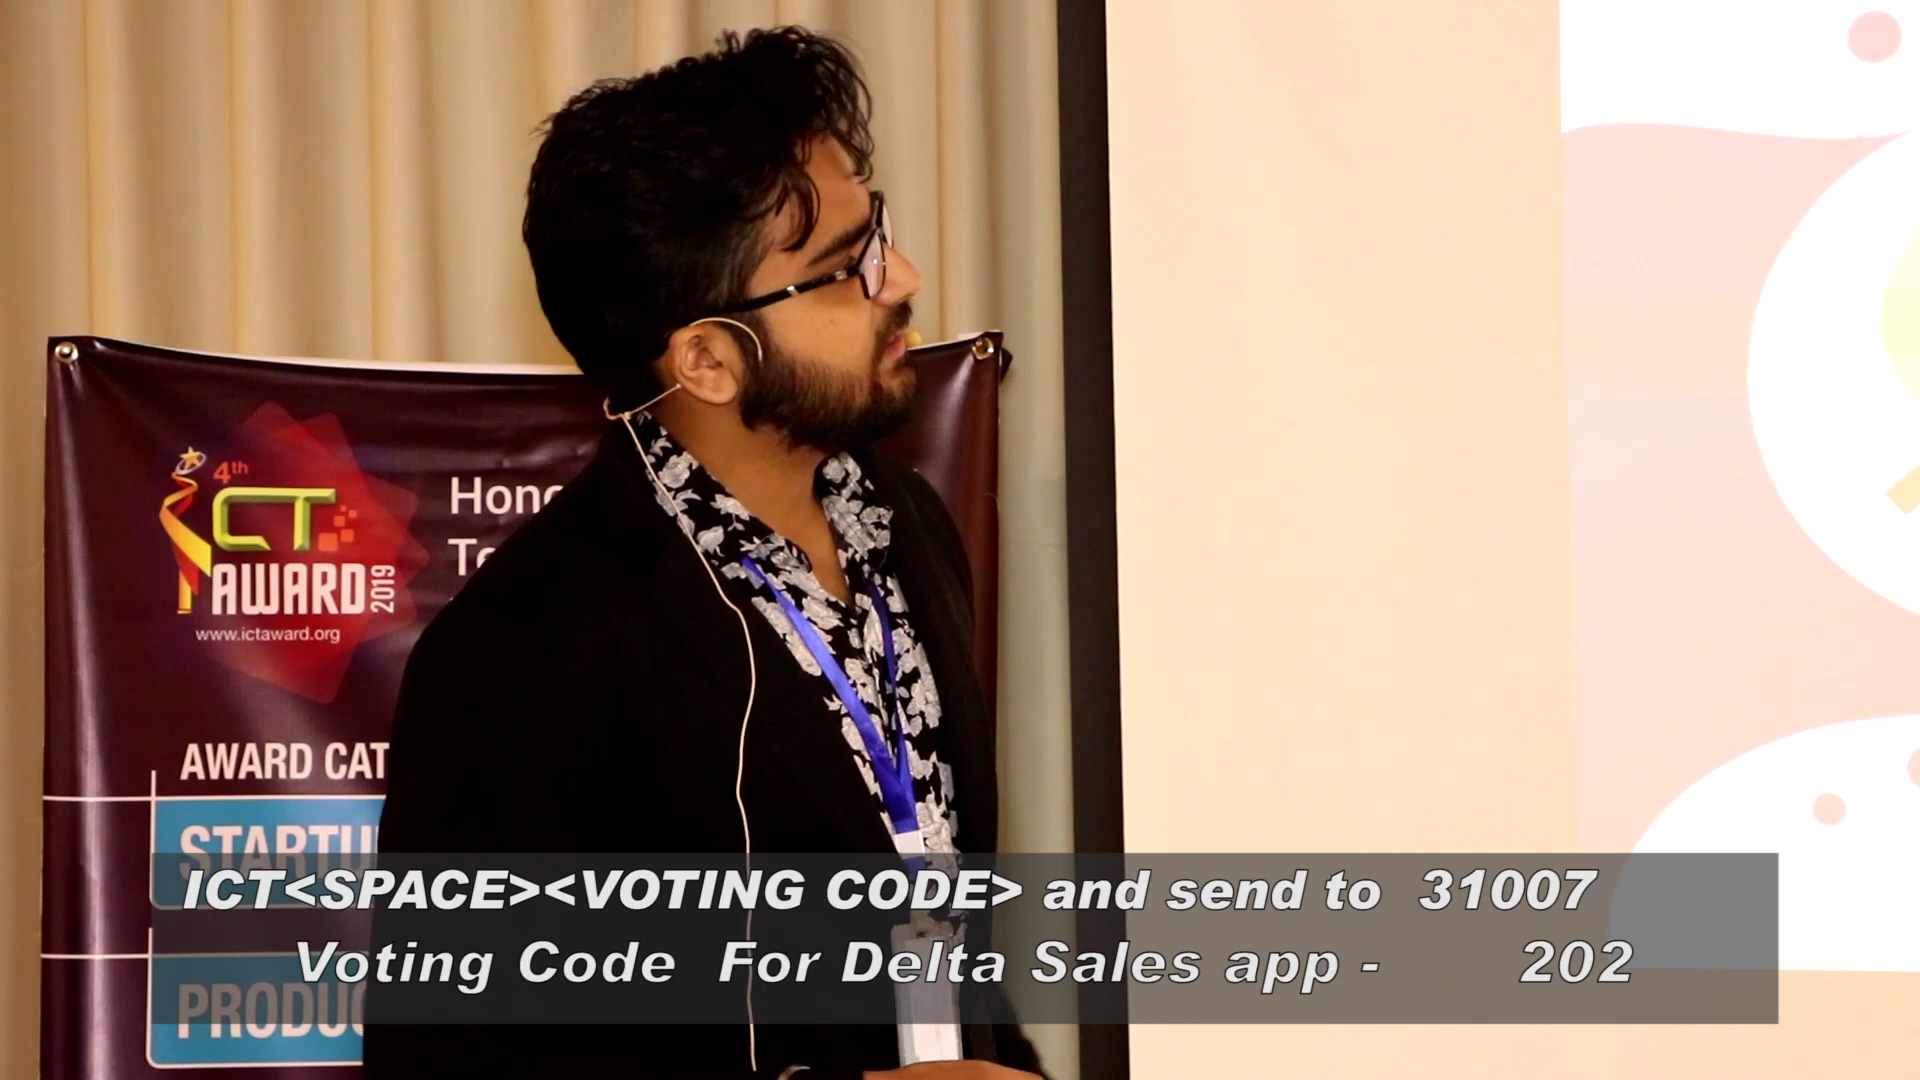 4th
ICT
AWARD 2019
www.ictaward.org
AWARD
ICT<SPACE><VOTING CODE> and send to 31007
Voting Code For Delta Sales app - 202